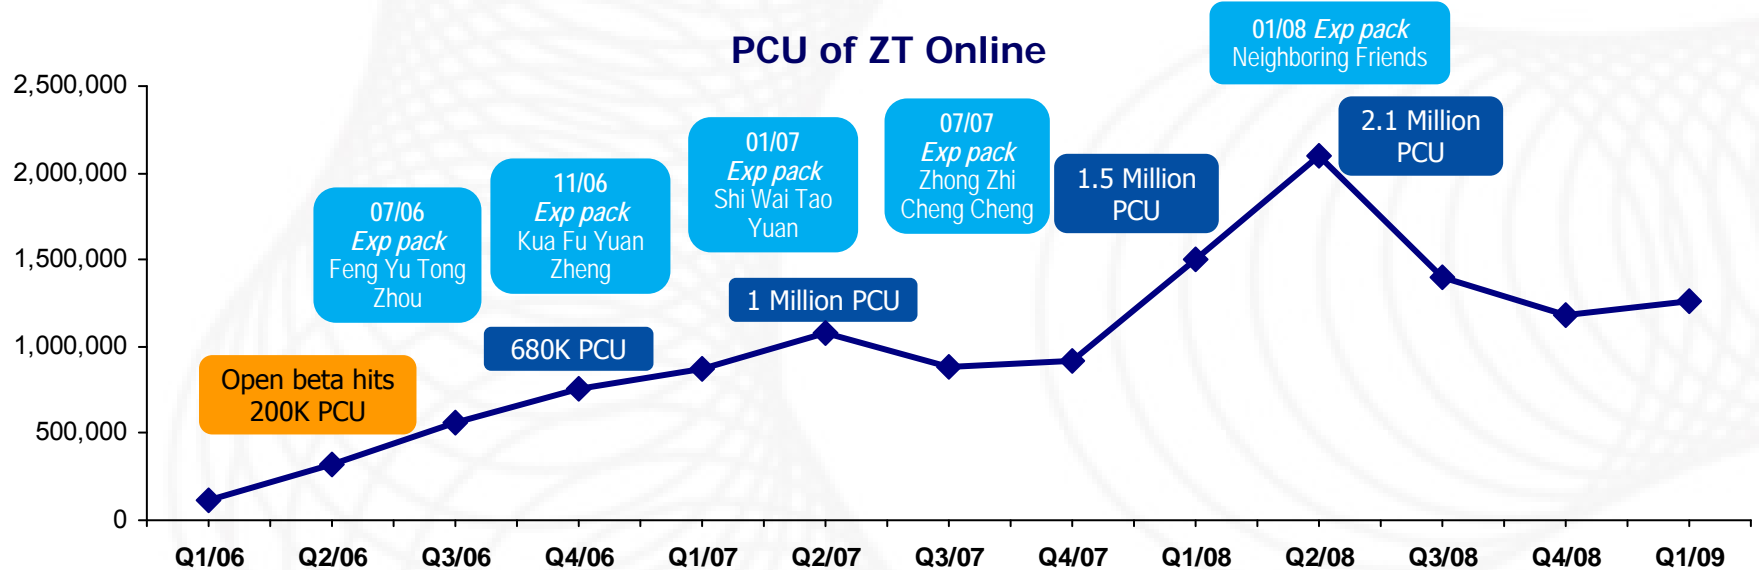 PCU of ZT Online
2,500,000
2,000,000
1,500,000
1,000,000
500,000
0
Open beta hits
200K PCU
07/06
Exp pack
Feng Yu Tong
Zhou
11/06
Exp pack
Kua Fu Yuan
Zheng
680K PCU
01/07
Exp pack
Shi Wai Tao
Yuan
1 Million PCU
07/07
Exp pack
Zhong Zhi
Cheng Cheng
1.5 Million
PCU
01/08 Exp pack
Neighboring Friends
2.1 Million
PCU
Q1/06
Q2/06
Q3/06
Q4/06
Q1/07
Q2/07
Q3/07
Q4/07
Q1/08
Q2/08
Q3/08
Q4/08
Q1/09